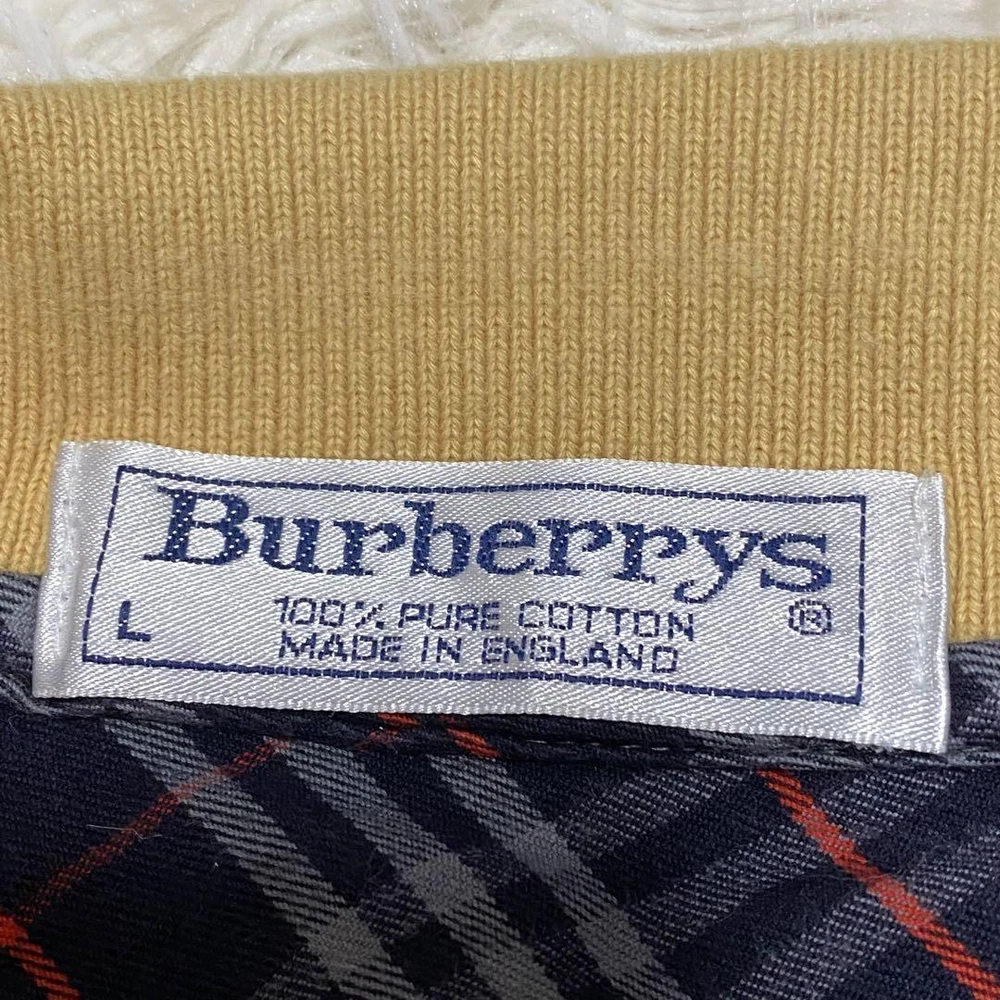 Burberrys
L 100% PURE COTTON ®
MADE IN ENGLAND